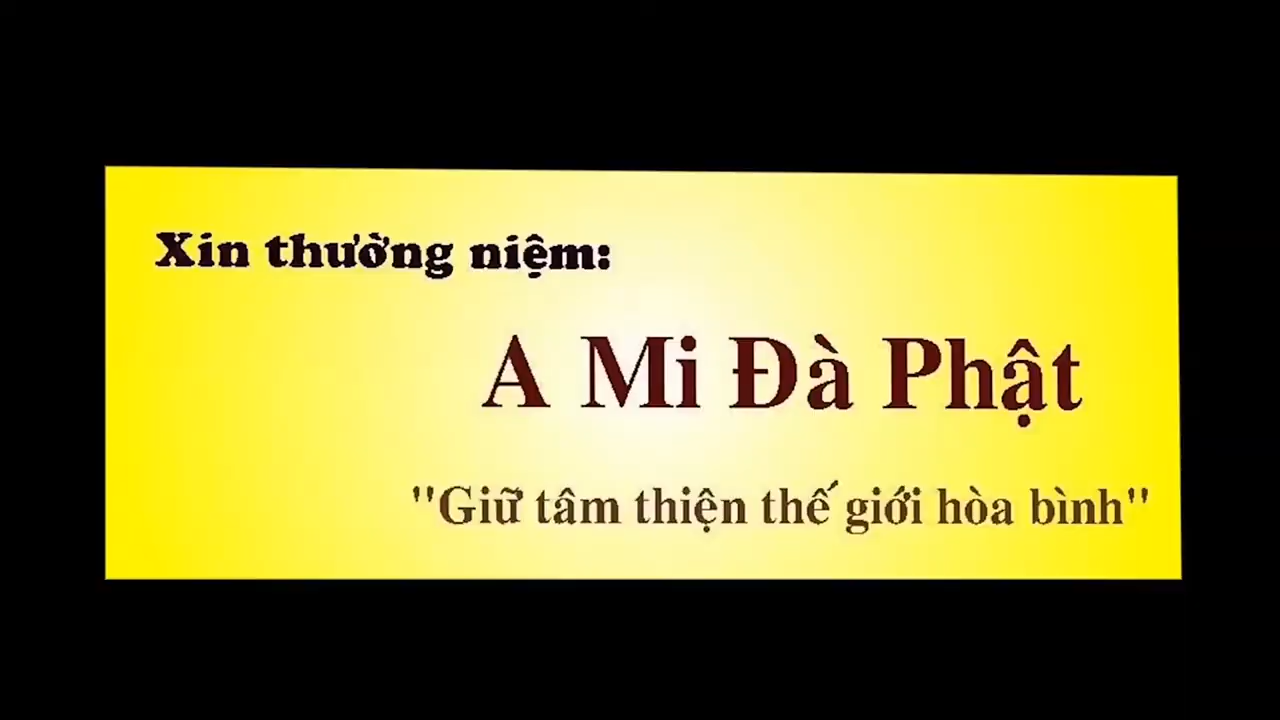 Xin thường niệm:
A Mi Đà Phật
"Giữ tâm thiện thế giới hòa bình"